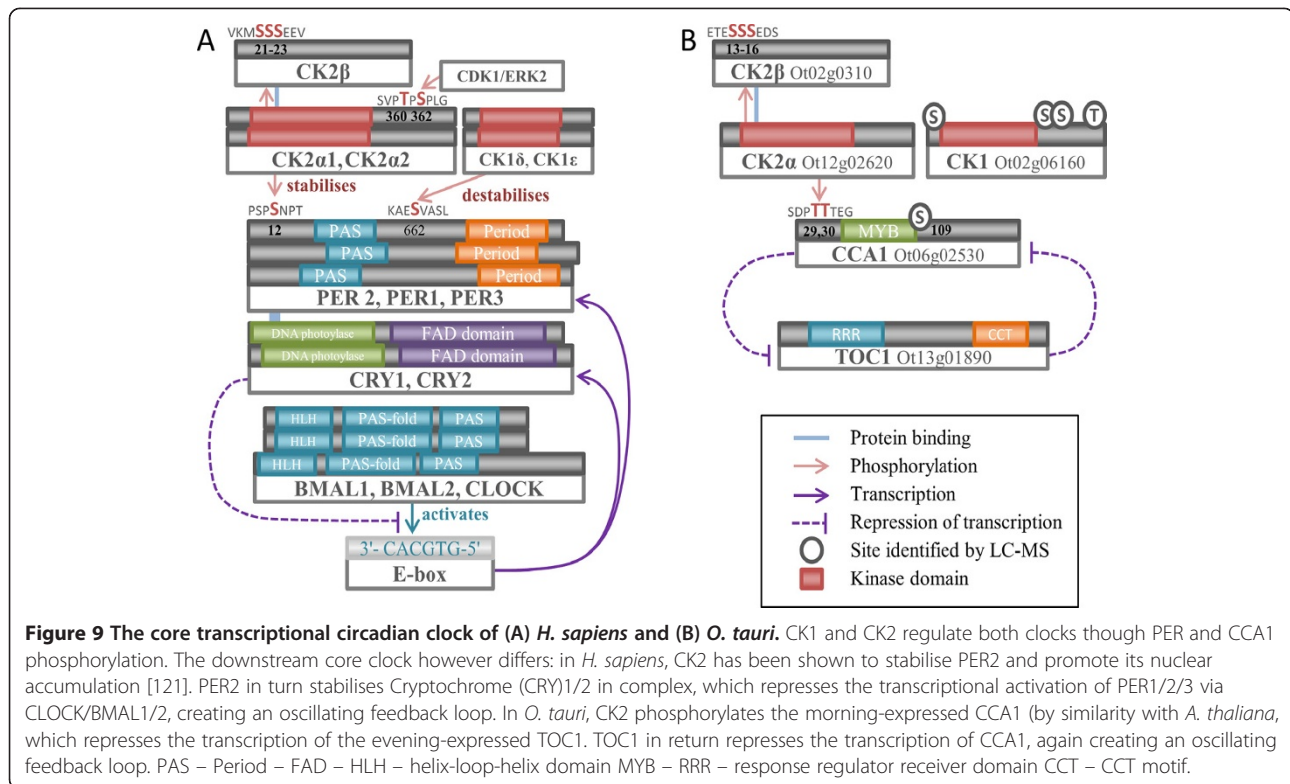 A
VKMSSSEEV
21-23
CK2β
CDK1/ERK2
SVPTPSPLG
360 362
CK2α1, CK2α2
CK1δ, CK1ε
stabilises
destabilises
PSPSNPT
KAESVASL
12
PAS
662
Period
PAS
Period
PAS
Period
PER 2, PER1, PER3
DNA photoylase
FAD domain
DNA photoylase
FAD domain
CRY1, CRY2
HLH
PAS-fold
PAS
HLH
PAS-fold
PAS
HLH
PAS-fold
PAS
BMAL1, BMAL2, CLOCK
activates
3'- CACGTG-5'
E-box
B
ETESSSEDS
13-16
CK2β Ot02g0310
S
S
S
T
CK2α Ot12g02620
CK1 Ot02g06160
SDPTTTEG
S
29,30
MYB
109
CCA1 Ot06g02530
RRR
CCT
TOC1 Ot13g01890
Protein binding
Phosphorylation
Transcription
Repression of transcription
Site identified by LC-MS
Kinase domain
Figure 9 The core transcriptional circadian clock of (A) H. sapiens and (B) O. tauri. CK1 and CK2 regulate both clocks though PER and CCA1
phosphorylation. The downstream core clock however differs: in H. sapiens, CK2 has been shown to stabilise PER2 and promote its nuclear
accumulation [121]. PER2 in turn stabilises Cryptochrome (CRY)1/2 in complex, which represses the transcriptional activation of PER1/2/3 via
CLOCK/BMAL1/2, creating an oscillating feedback loop. In O. tauri, CK2 phosphorylates the morning-expressed CCA1 (by similarity with A. thaliana,
which represses the transcription of the evening-expressed TOC1. TOC1 in return represses the transcription of CCA1, again creating an oscillating
feedback loop. PAS – Period – FAD – HLH – helix-loop-helix domain MYB – RRR – response regulator receiver domain CCT – CCT motif.